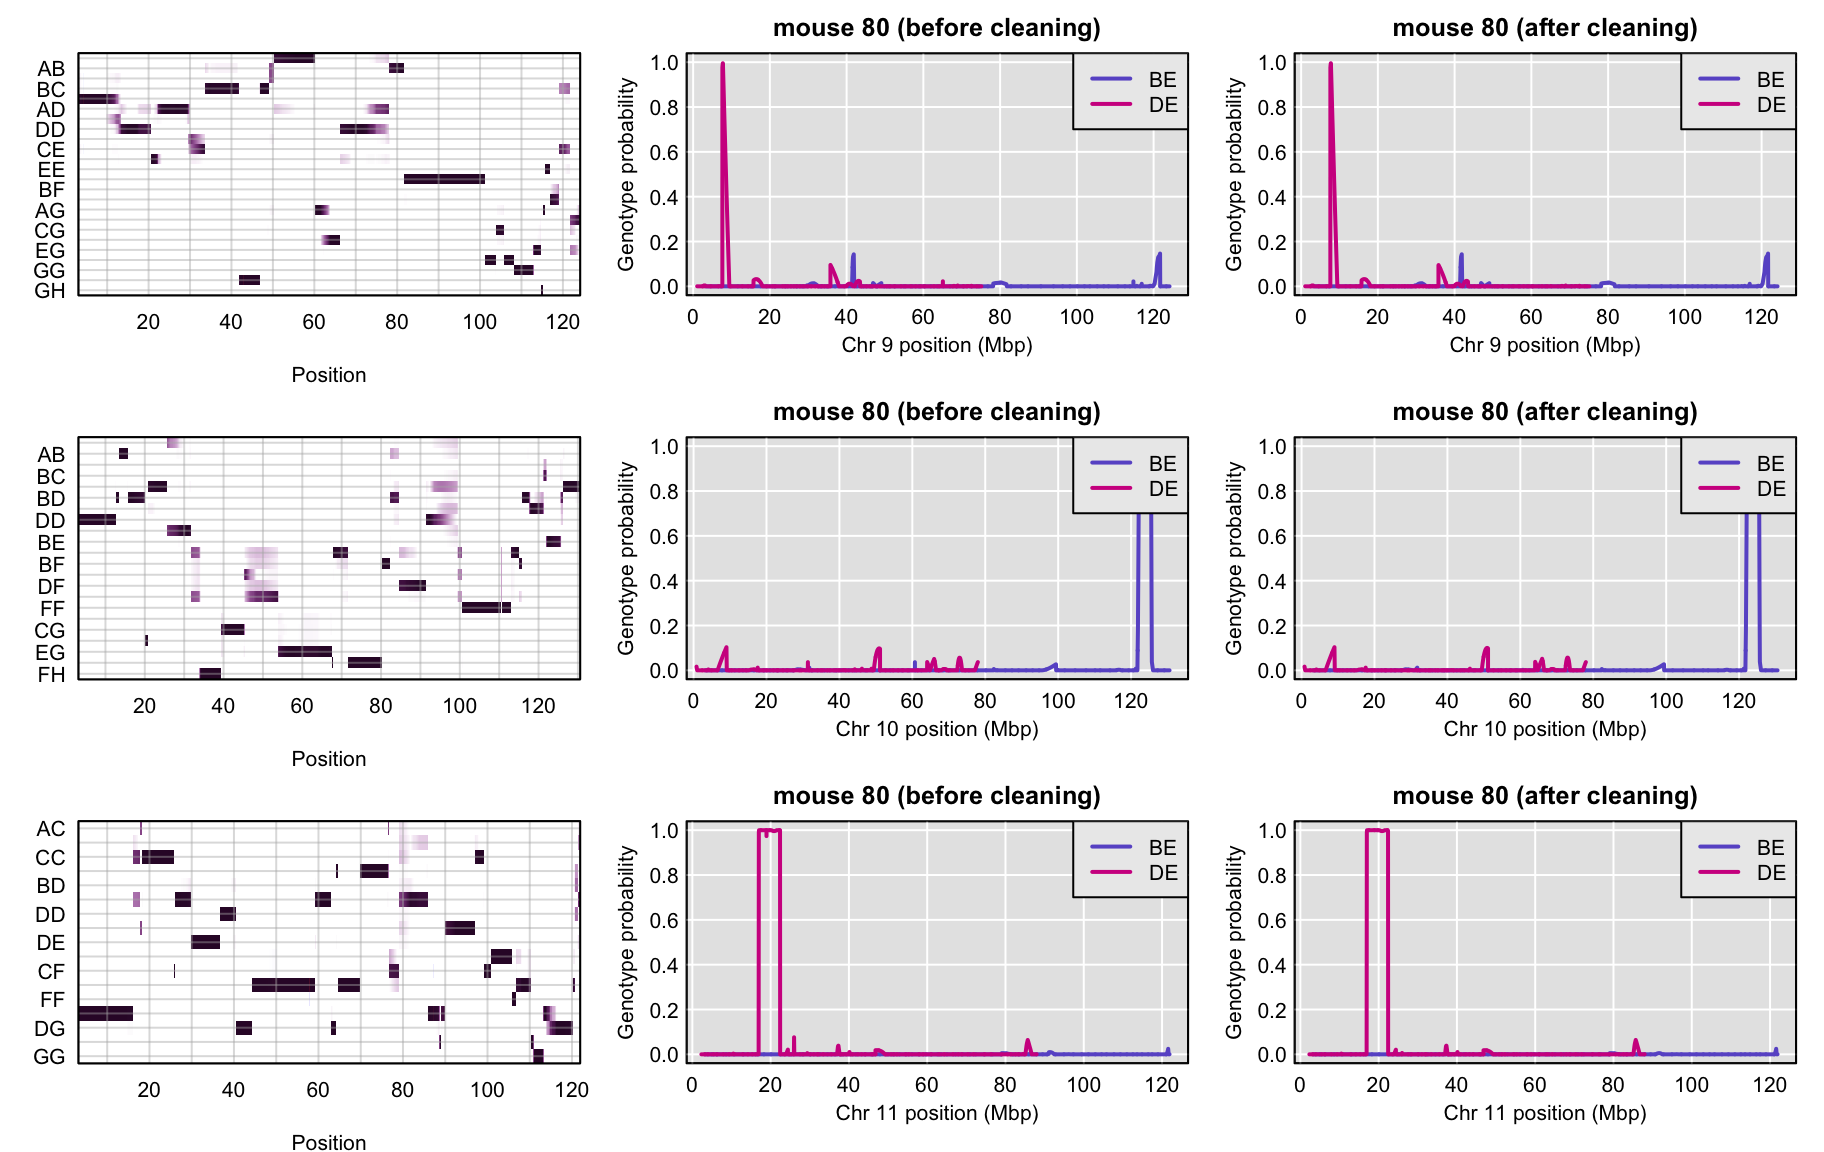 mouse 80 (before cleaning)
mouse 80 (after cleaning)
AB
BC
AD
DD
CE
EE
BF
AG
CG
EG
GG
GH
20 40 60 80 100 120
Position
Genotype probability
1.0
0.8
0.6
0.4
0.2
0.0
BE
DE
0 20 40 60 80 100 120
Chr 9 position (Mbp)
Genotype probability
1.0
0.8
0.6
0.4
0.2
0.0
BE
DE
0 20 40 60 80 100 120
Chr 9 position (Mbp)
mouse 80 (before cleaning)
mouse 80 (after cleaning)
AB
BC
BD
DD
BE
BF
DF
FF
CG
EG
FH
20 40 60 80 100 120
Position
Genotype probability
1.0
0.8
0.6
0.4
0.2
0.0
BE
DE
0 20 40 60 80 100 120
Chr 10 position (Mbp)
Genotype probability
1.0
0.8
0.6
0.4
0.2
0.0
BE
DE
0 20 40 60 80 100 120
Chr 10 position (Mbp)
mouse 80 (before cleaning)
mouse 80 (after cleaning)
AC
CC
BD
DD
DE
CF
FF
DG
GG
20 40 60 80 100 120
Position
Genotype probability
1.0
0.8
0.6
0.4
0.2
0.0
BE
DE
0 20 40 60 80 100 120
Chr 11 position (Mbp)
Genotype probability
1.0
0.8
0.6
0.4
0.2
0.0
BE
DE
0 20 40 60 80 100 120
Chr 11 position (Mbp)